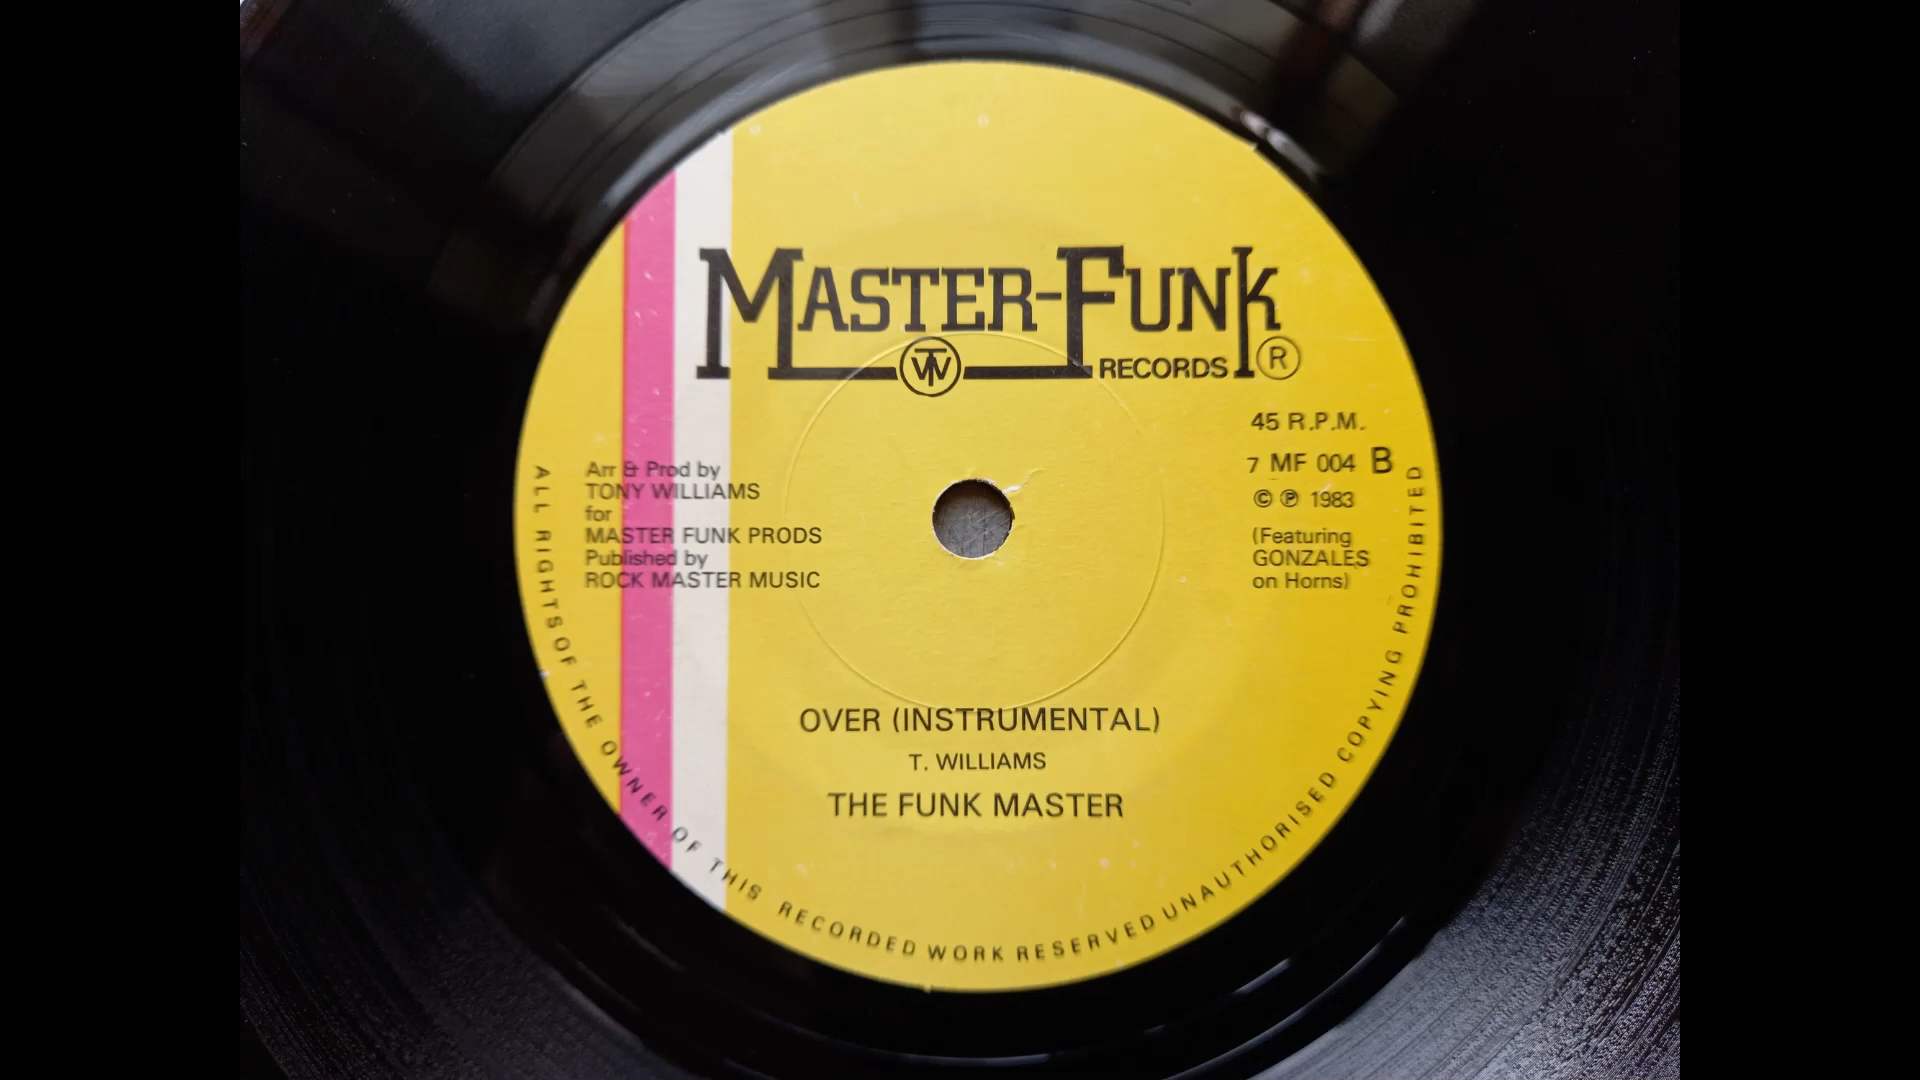 MASTER-FUNK
TW
RECORDS ®
45 R.P.M.
7 MF 004 B
© ℗ 1983
(Featuring
GONZALES
on Horns)
Arr & Prod by
TONY WILLIAMS
for
MASTER FUNK PRODS
Published by
ROCK MASTER MUSIC
OVER (INSTRUMENTAL)
T. WILLIAMS
THE FUNK MASTER
ALL RIGHTS OF THE OWNER OF THIS RECORDED WORK RESERVED UNAUTHORISED COPYING PROHIBITED